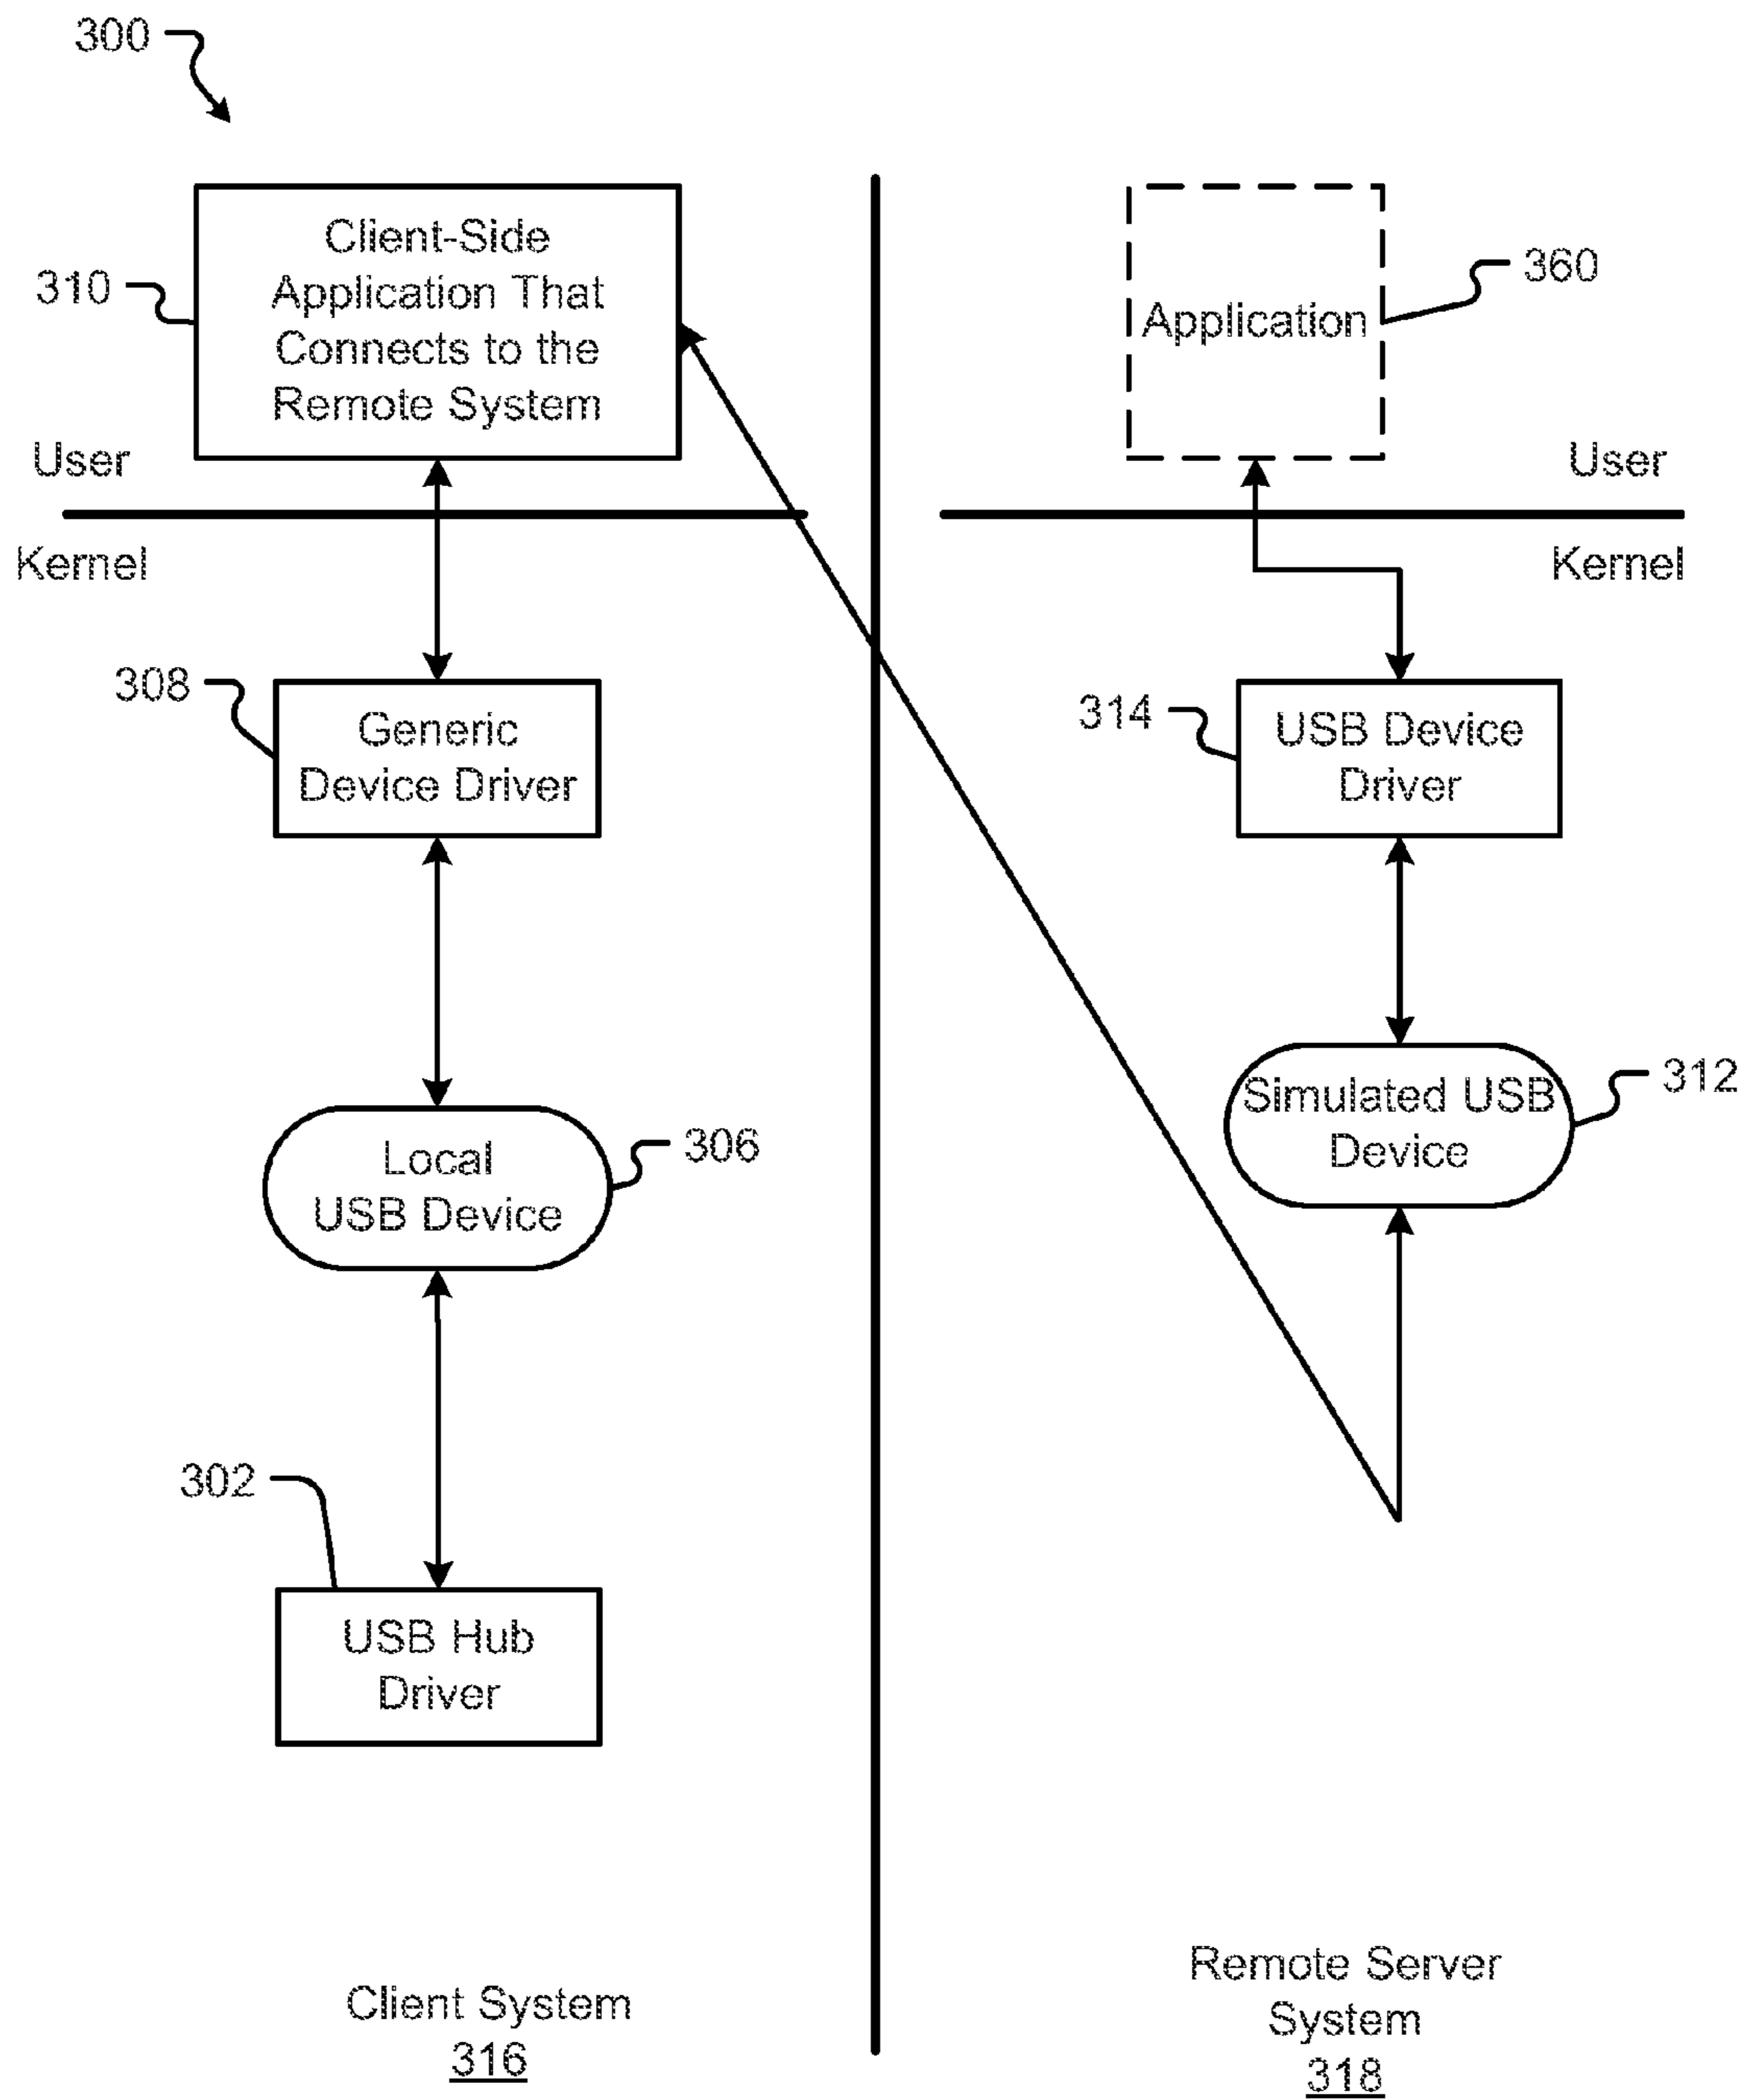 300
Client-Side
Application That
Connects to the
Remote System
310
Application
360
User
User
Kernel
Kernel
308
Generic
Device Driver
314
USB Device
Driver
306
Local
USB Device
Simulated USB
Device
312
302
USB Hub
Driver
Client System
316
Remote Server
System
318